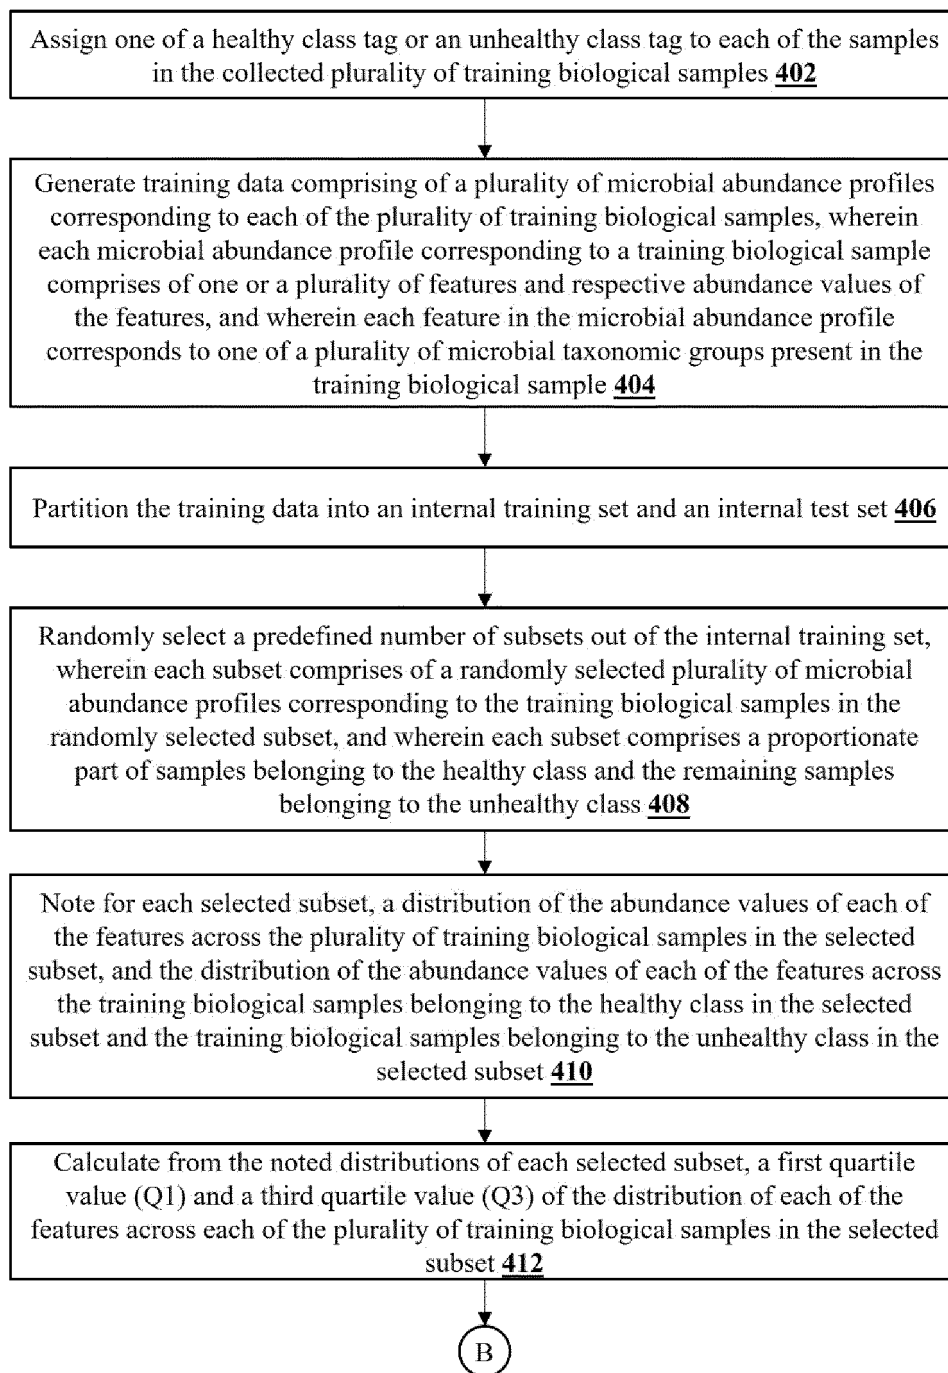 Assign one of a healthy class tag or an unhealthy class tag to each of the samples
in the collected plurality of training biological samples 402
Generate training data comprising of a plurality of microbial abundance profiles
corresponding to each of the plurality of training biological samples, wherein
each microbial abundance profile corresponding to a training biological sample
comprises of one or a plurality of features and respective abundance values of
the features, and wherein each feature in the microbial abundance profile
corresponds to one of a plurality of microbial taxonomic groups present in the
training biological sample 404
Partition the training data into an internal training set and an internal test set 406
Randomly select a predefined number of subsets out of the internal training set,
wherein each subset comprises of a randomly selected plurality of microbial
abundance profiles corresponding to the training biological samples in the
randomly selected subset, and wherein each subset comprises a proportionate
part of samples belonging to the healthy class and the remaining samples
belonging to the unhealthy class 408
Note for each selected subset, a distribution of the abundance values of each of
the features across the plurality of training biological samples in the selected
subset, and the distribution of the abundance values of each of the features across
the training biological samples belonging to the healthy class in the selected
subset and the training biological samples belonging to the unhealthy class in the
selected subset 410
Calculate from the noted distributions of each selected subset, a first quartile
value (Q1) and a third quartile value (Q3) of the distribution of each of the
features across each of the plurality of training biological samples in the selected
subset 412
B